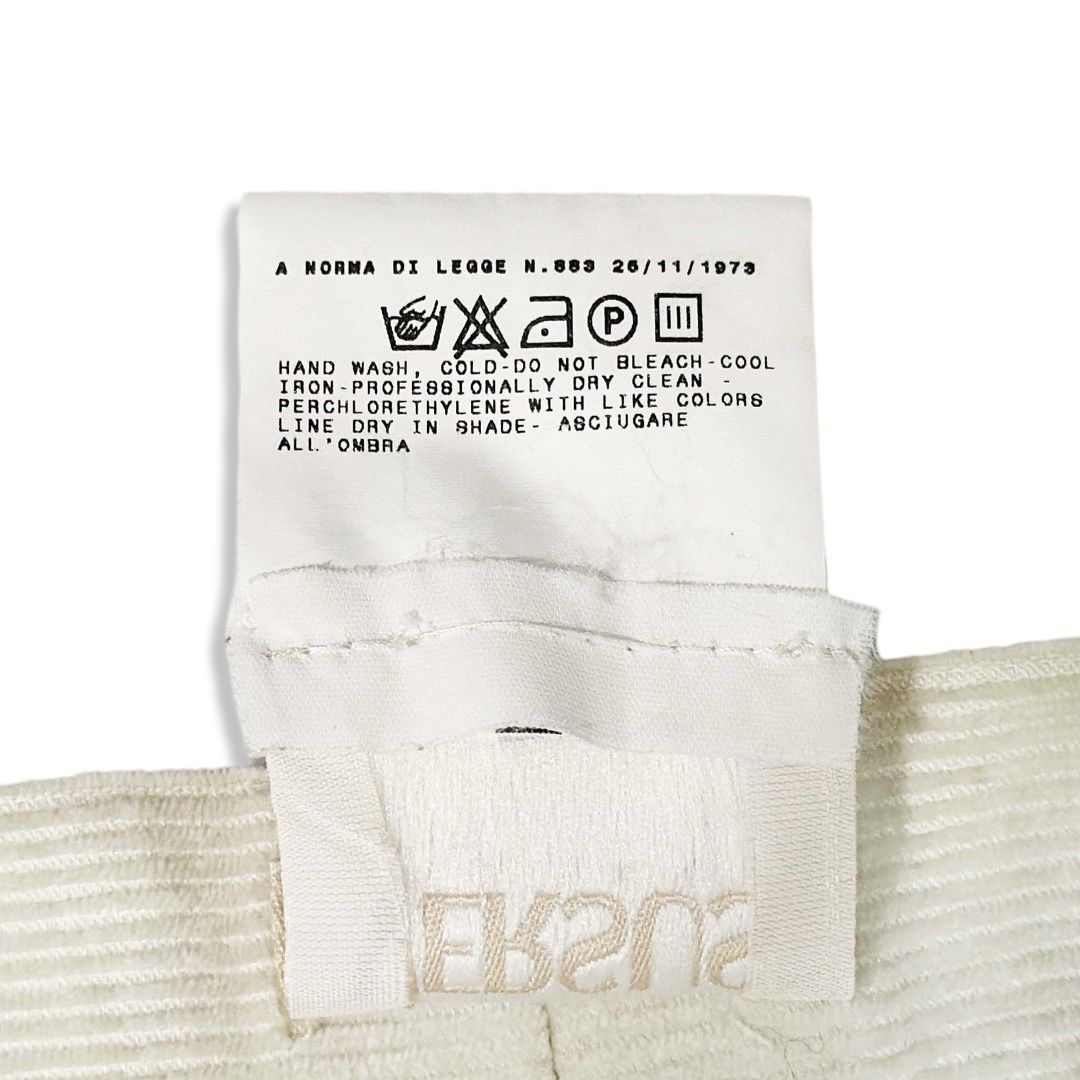 A NORMA DI LEGGE N.883 26/11/1973
P
HAND WASH, COLD-DO NOT BLEACH-COOL
IRON-PROFESSIONALLY DRY CLEAN -
PERCHLORETHYLENE WITH LIKE COLORS
LINE DRY IN SHADE- ASCIUGARE
ALL'OMBRA
ERSUS